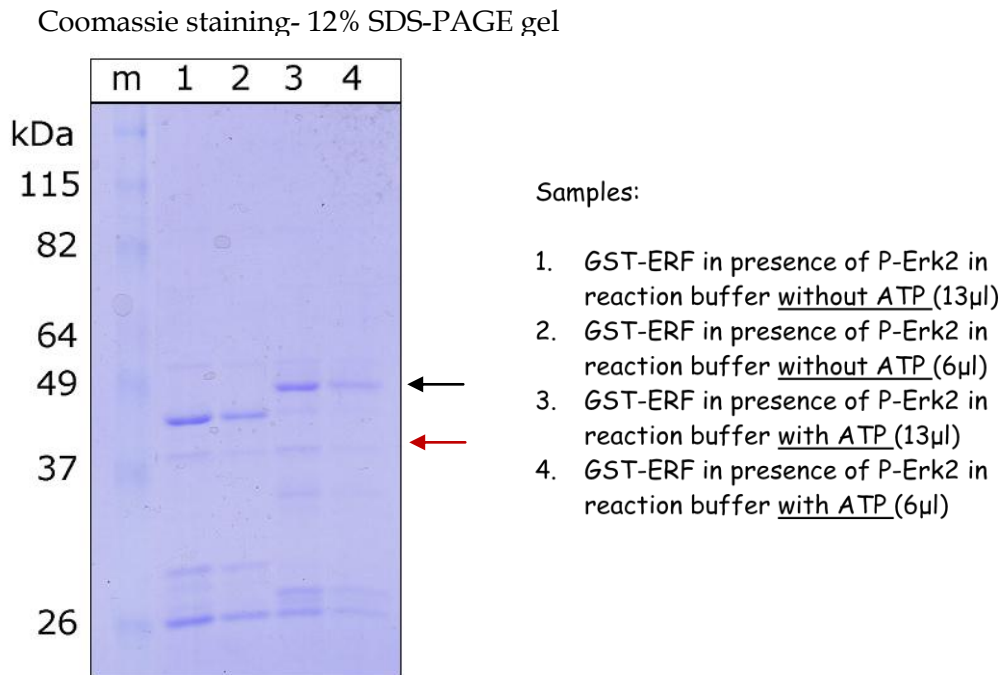 Coomassie staining- 12% SDS-PAGE gel
m 1 2 3 4
kDa
115
82
64
49
37
26
Samples:
1. GST-ERF in presence of P-Erk2 in
reaction buffer without ATP (13μl)
2. GST-ERF in presence of P-Erk2 in
reaction buffer without ATP (6μl)
3. GST-ERF in presence of P-Erk2 in
reaction buffer with ATP (13μl)
4. GST-ERF in presence of P-Erk2 in
reaction buffer with ATP (6μl)